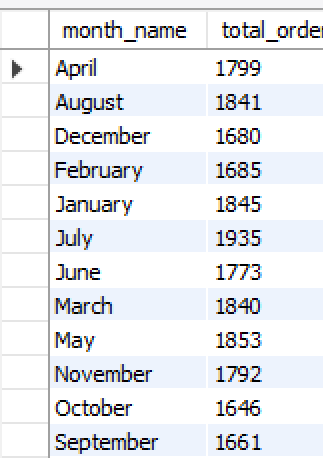 month_name total_order
April 1799
August 1841
December 1680
February 1685
January 1845
July 1935
June 1773
March 1840
May 1853
November 1792
October 1646
September 1661